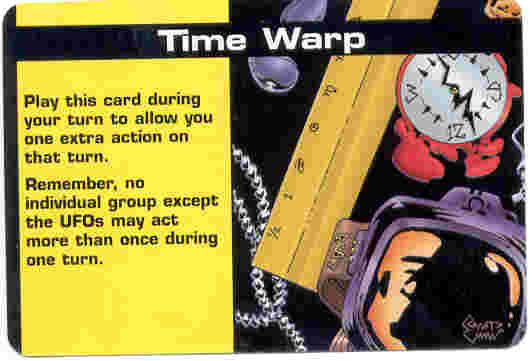 Time Warp
Play this card during
your turn to allow you
one extra action on
that turn.
Remember, no
individual group except
the UFOs may act
more than once during
one turn.